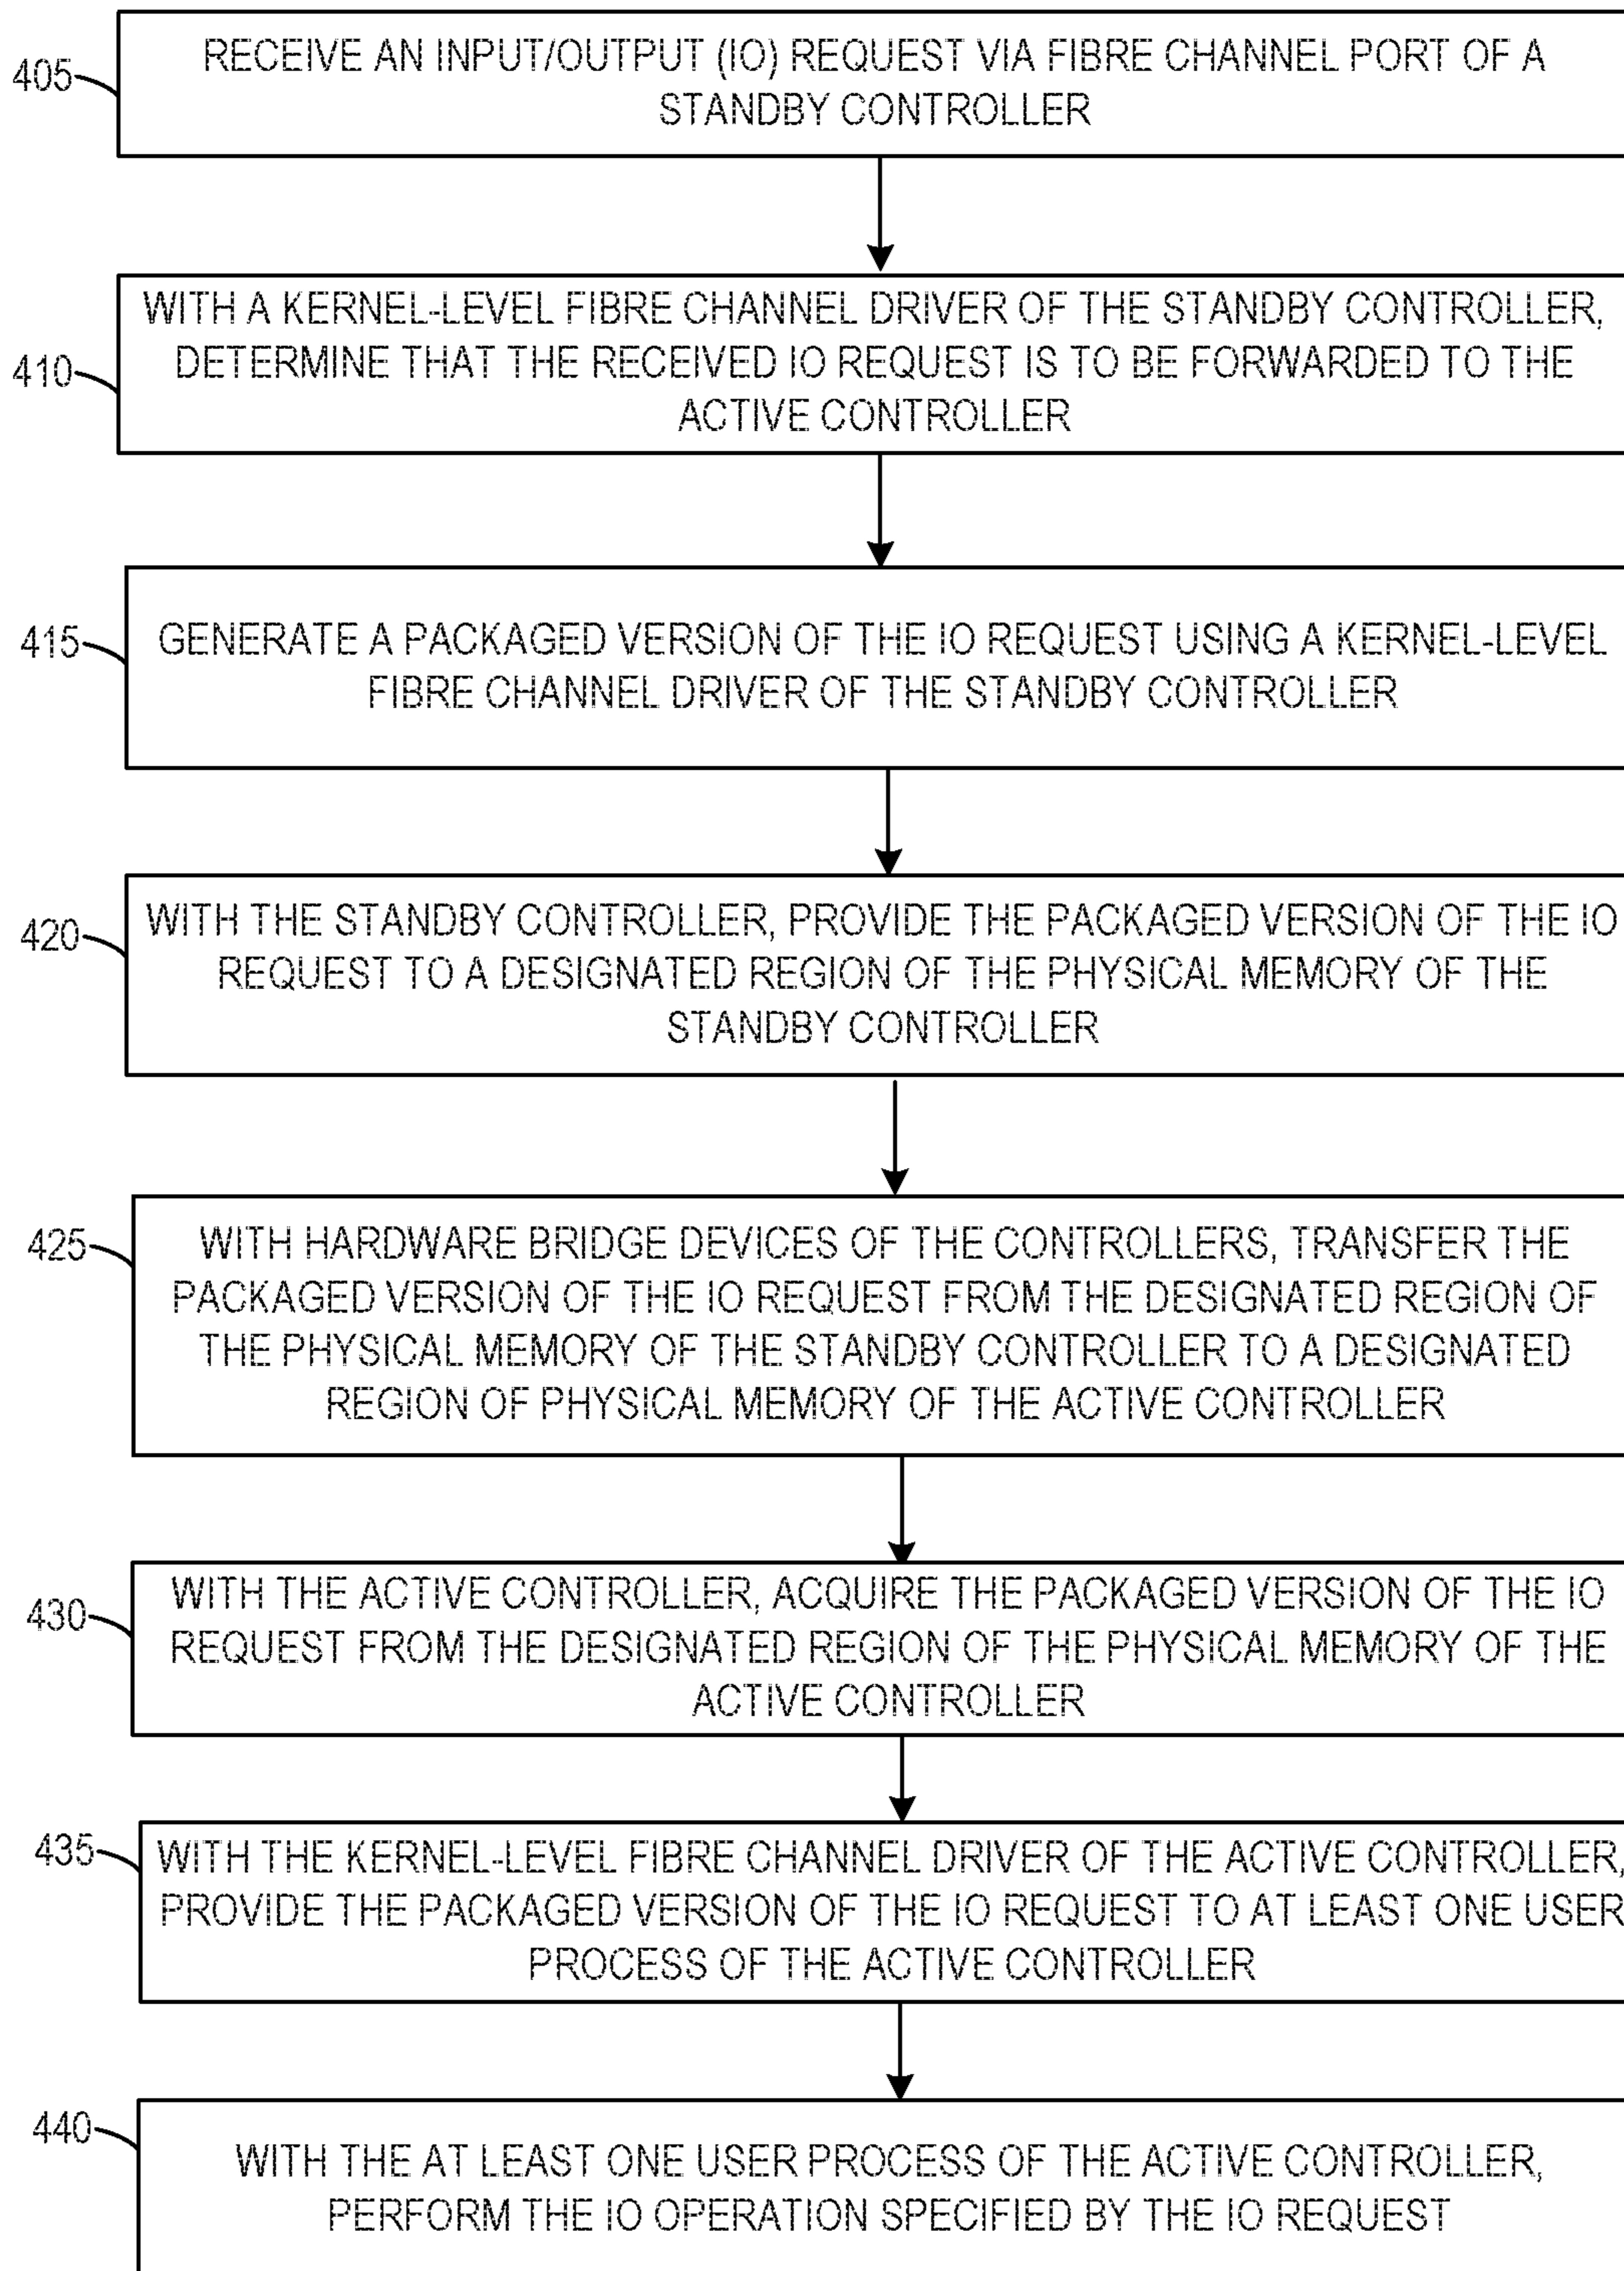 405
RECEIVE AN INPUT/OUTPUT (IO) REQUEST VIA FIBRE CHANNEL PORT OF A
STANDBY CONTROLLER
410
WITH A KERNEL-LEVEL FIBRE CHANNEL DRIVER OF THE STANDBY CONTROLLER,
DETERMINE THAT THE RECEIVED IO REQUEST IS TO BE FORWARDED TO THE
ACTIVE CONTROLLER
415
GENERATE A PACKAGED VERSION OF THE IO REQUEST USING A KERNEL-LEVEL
FIBRE CHANNEL DRIVER OF THE STANDBY CONTROLLER
420
WITH THE STANDBY CONTROLLER, PROVIDE THE PACKAGED VERSION OF THE IO
REQUEST TO A DESIGNATED REGION OF THE PHYSICAL MEMORY OF THE
STANDBY CONTROLLER
425
WITH HARDWARE BRIDGE DEVICES OF THE CONTROLLERS, TRANSFER THE
PACKAGED VERSION OF THE IO REQUEST FROM THE DESIGNATED REGION OF
THE PHYSICAL MEMORY OF THE STANDBY CONTROLLER TO A DESIGNATED
REGION OF PHYSICAL MEMORY OF THE ACTIVE CONTROLLER
430
WITH THE ACTIVE CONTROLLER, ACQUIRE THE PACKAGED VERSION OF THE IO
REQUEST FROM THE DESIGNATED REGION OF THE PHYSICAL MEMORY OF THE
ACTIVE CONTROLLER
435
WITH THE KERNEL-LEVEL FIBRE CHANNEL DRIVER OF THE ACTIVE CONTROLLER,
PROVIDE THE PACKAGED VERSION OF THE IO REQUEST TO AT LEAST ONE USER
PROCESS OF THE ACTIVE CONTROLLER
440
WITH THE AT LEAST ONE USER PROCESS OF THE ACTIVE CONTROLLER,
PERFORM THE IO OPERATION SPECIFIED BY THE IO REQUEST